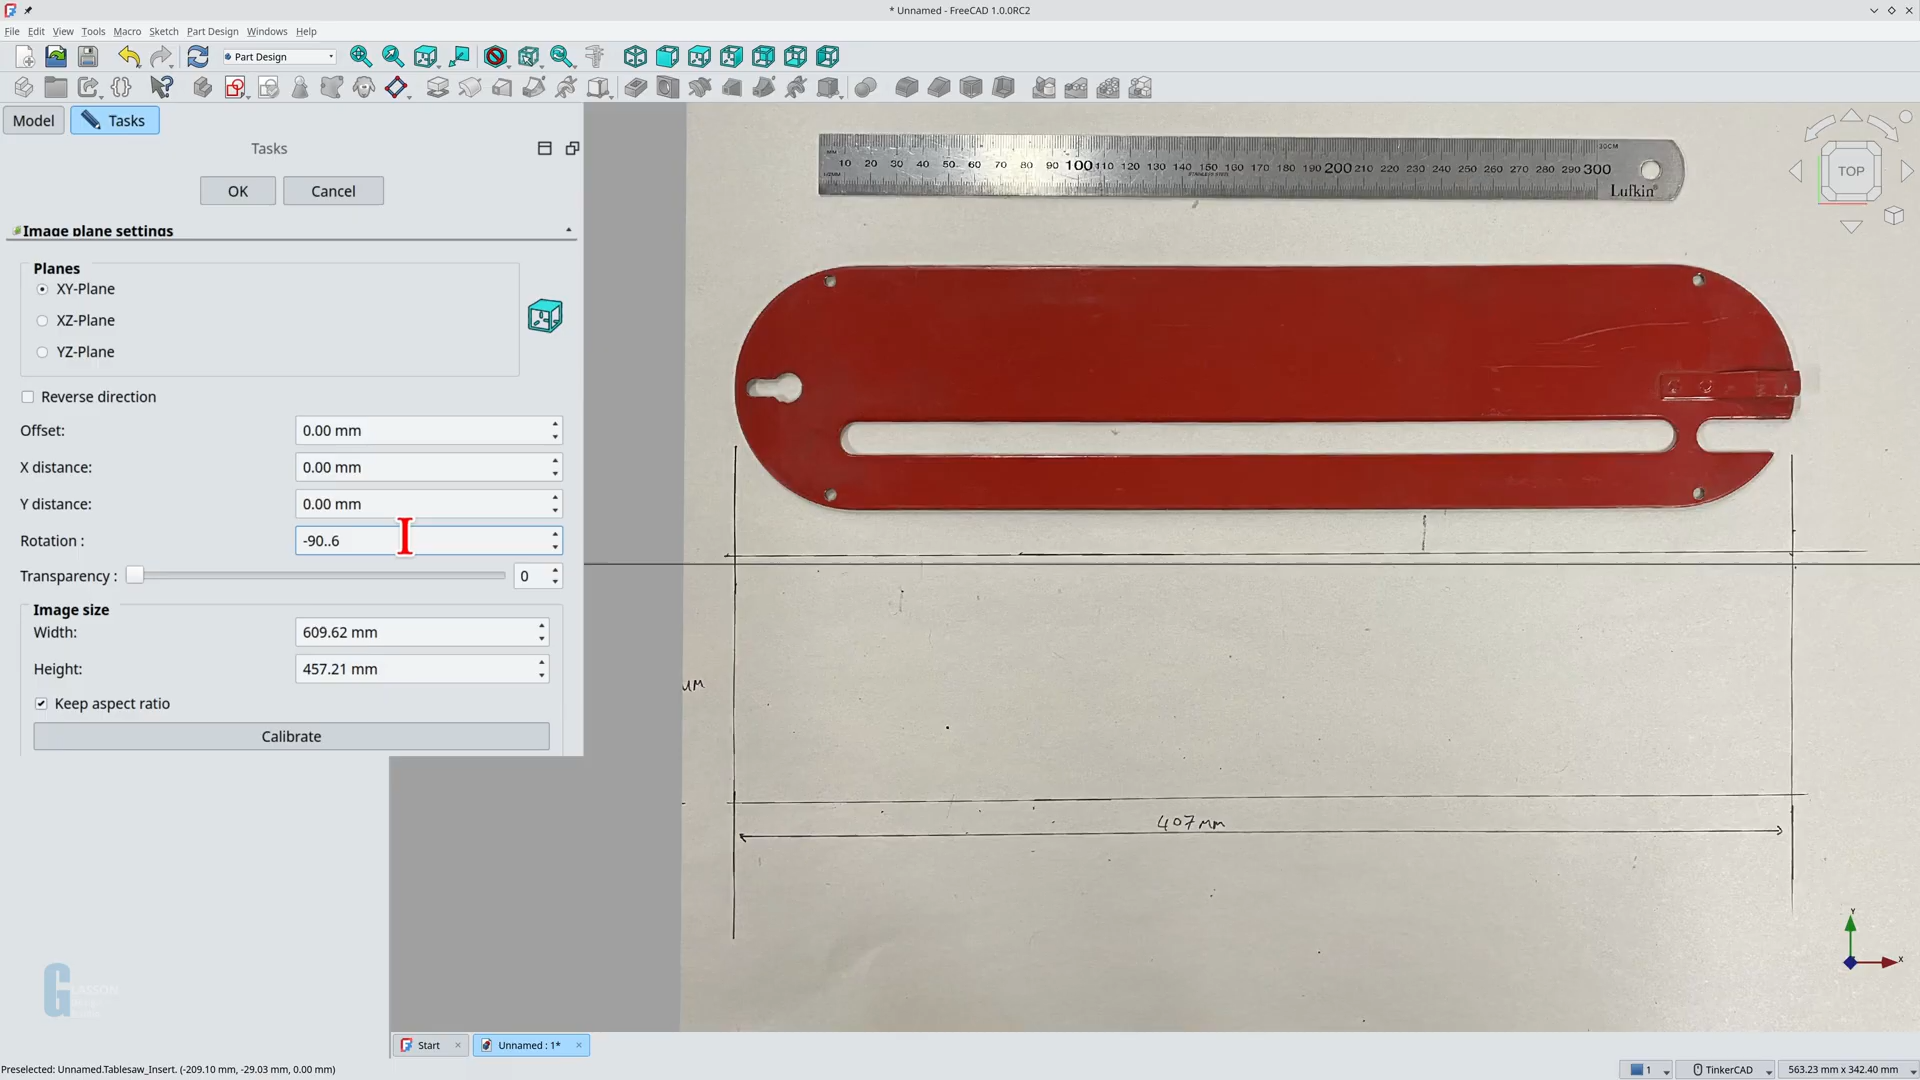 * Unnamed - FreeCAD 1.0.0RC2
File Edit View Tools Macro Sketch Part Design Windows Help
Part Design
Model Tasks
Tasks
OK Cancel
Image plane settings
Planes
XY-Plane
XZ-Plane
YZ-Plane
Reverse direction
Offset: 0.00 mm
X distance: 0.00 mm
Y distance: 0.00 mm
Rotation : -90..6
Transparency : 0
Image size
Width: 609.62 mm
Height: 457.21 mm
Keep aspect ratio
Calibrate
30CM
10 20 30 40 50 60 70 80 90 100 110 120 130 140 150 160 170 180 190 200 210 220 230 240 250 260 270 280 290 300
Lufkin
TOP
407mm
Y
X
Start Unnamed : 1*
Preselected: Unnamed.Tablesaw_Insert. (-209.10 mm, -29.03 mm, 0.00 mm)
1 TinkerCAD 563.23 mm x 342.40 mm